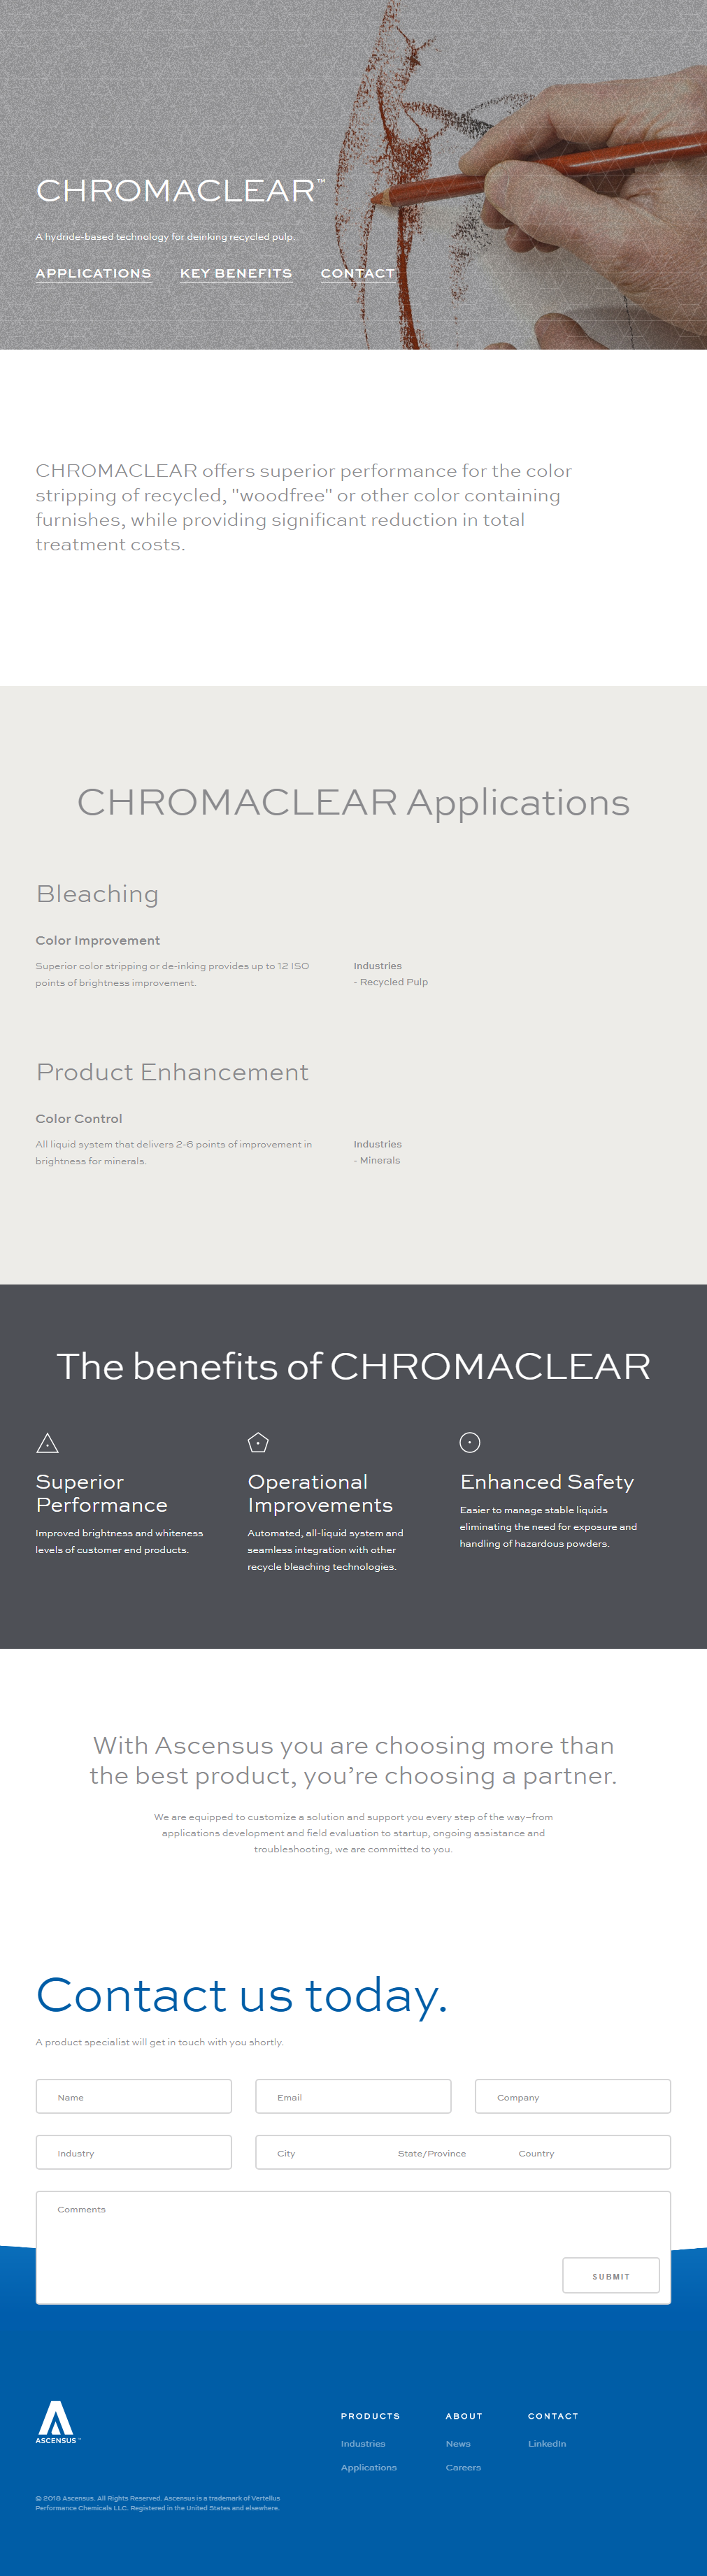 CHROMACLEAR™
A hydride-based technology for deinking recycled pulp.
APPLICATIONS KEY BENEFITS CONTACT
CHROMACLEAR offers superior performance for the color
stripping of recycled, "woodfree" or other color containing
furnishes, while providing significant reduction in total
treatment costs.
CHROMACLEAR Applications
Bleaching
Color Improvement
Superior color stripping or de-inking provides up to 12 ISO
points of brightness improvement.
Industries
- Recycled Pulp
Product Enhancement
Color Control
All liquid system that delivers 2-6 points of improvement in
brightness for minerals.
Industries
- Minerals
The benefits of CHROMACLEAR
Superior
Performance
Improved brightness and whiteness
levels of customer end products.
Operational
Improvements
Automated, all-liquid system and
seamless integration with other
recycle bleaching technologies.
Enhanced Safety
Easier to manage stable liquids
eliminating the need for exposure and
handling of hazardous powders.
With Ascensus you are choosing more than
the best product, you’re choosing a partner.
We are equipped to customize a solution and support you every step of the way–from
applications development and field evaluation to startup, ongoing assistance and
troubleshooting, we are committed to you.
Contact us today.
A product specialist will get in touch with you shortly.
Name Email Company
Industry City State/Province Country
Comments
SUBMIT
ASCENSUS™
PRODUCTS ABOUT CONTACT
Industries News LinkedIn
Applications Careers
© 2018 Ascensus. All Rights Reserved. Ascensus is a trademark of Vertellus
Performance Chemicals LLC. Registered in the United States and elsewhere.